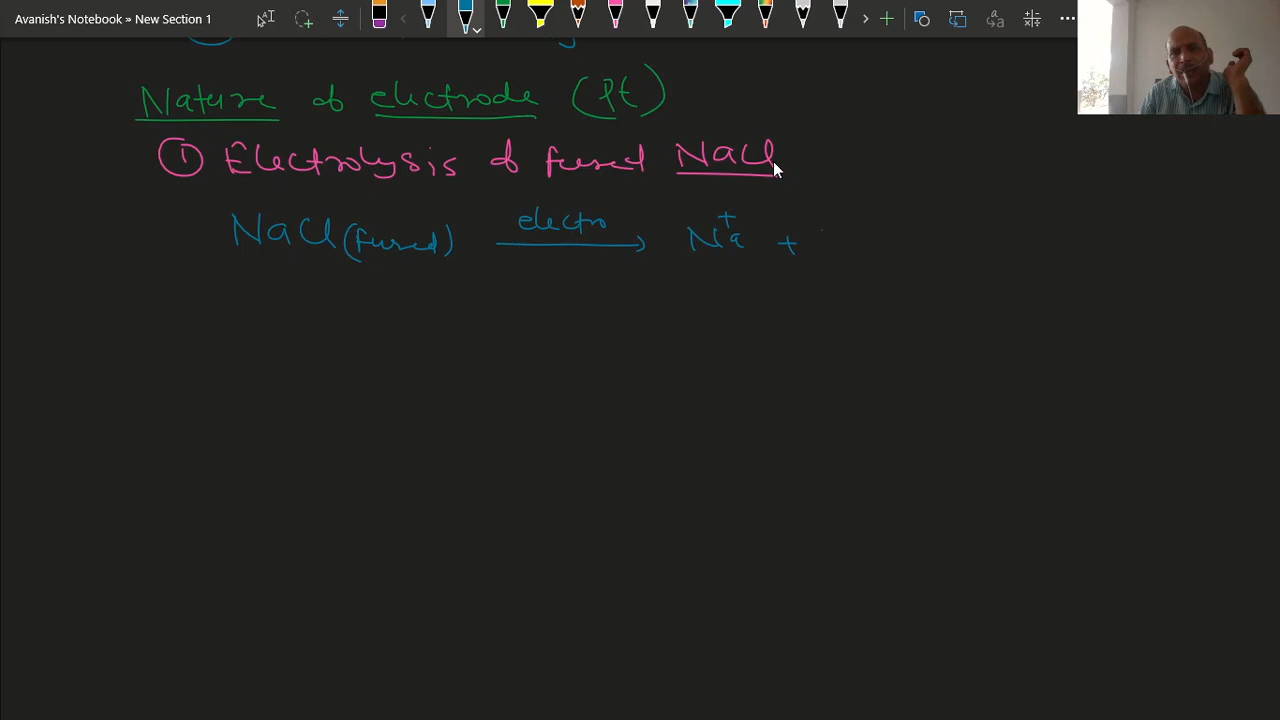 Avanish's Notebook » New Section 1
Nature of electrode (Pt)
① Electrolysis of fused NaCl
NaCl (fused) electro⟶ Na⁺ +